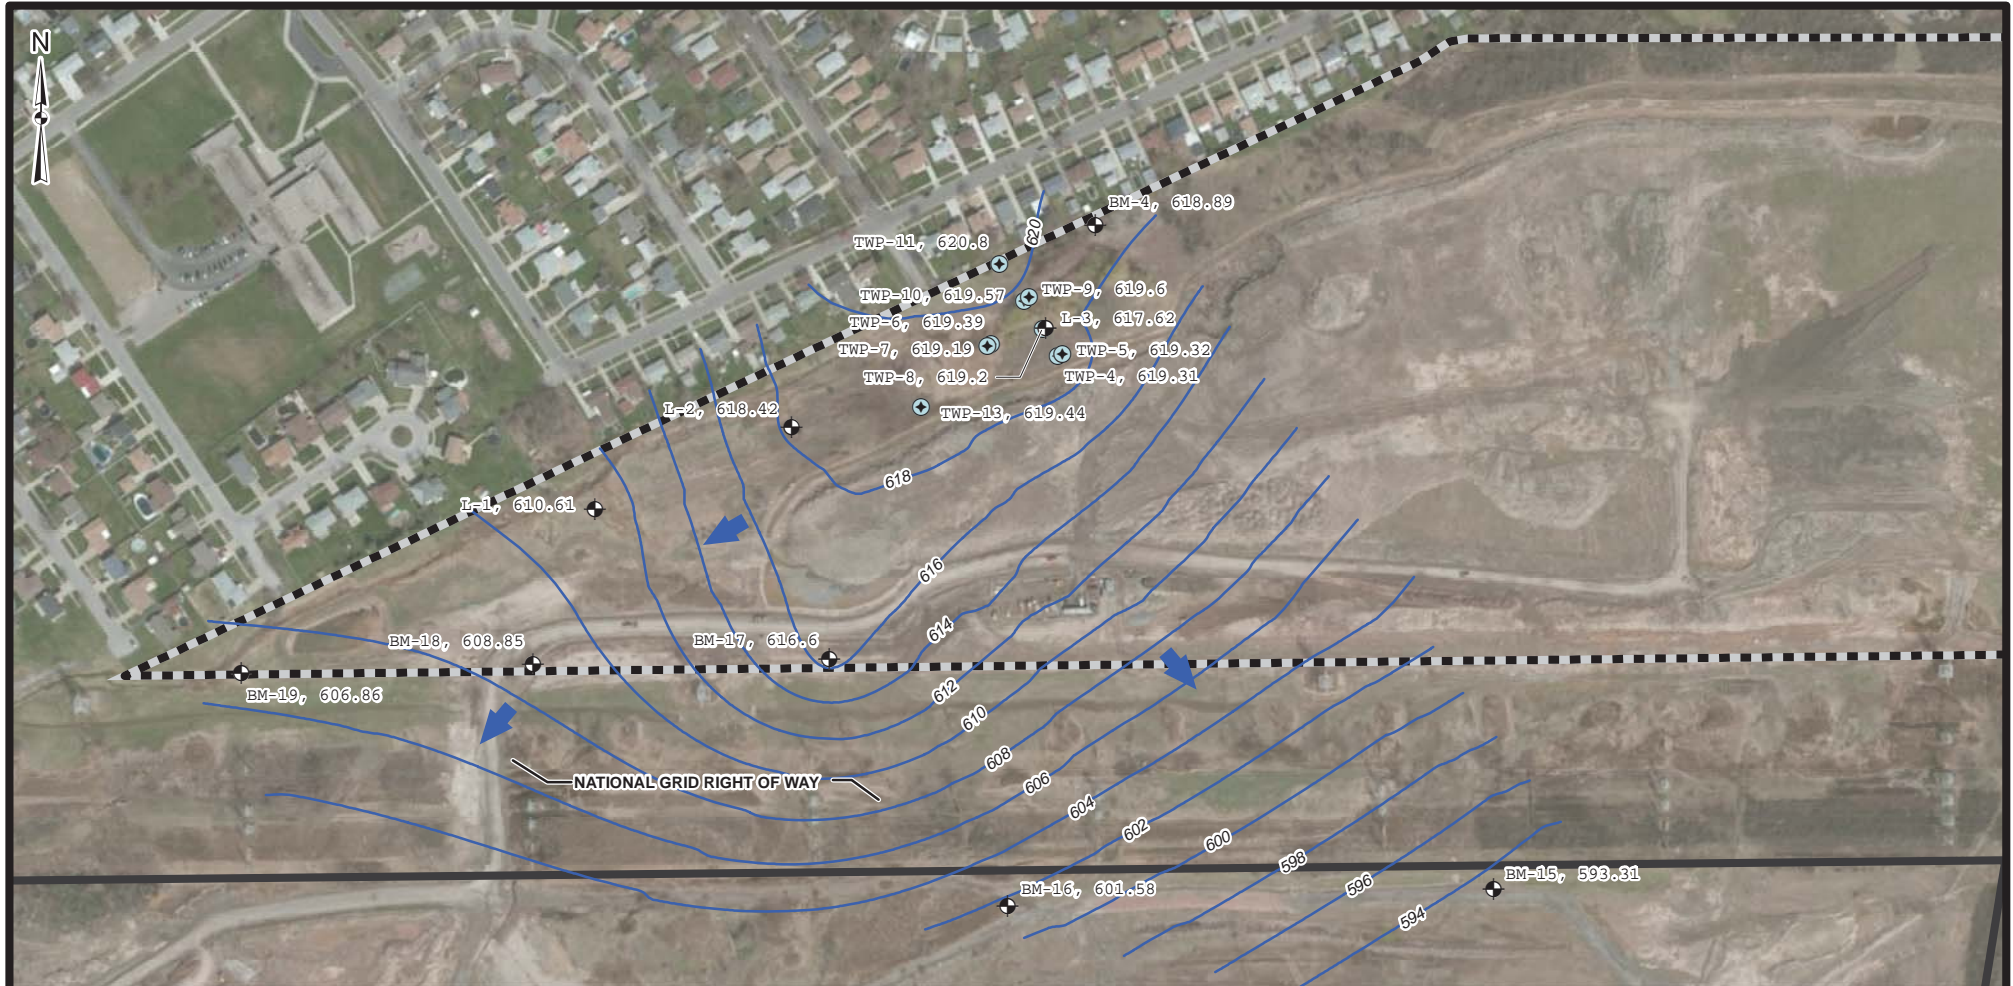 N
BM-4, 618.89
620
TWP-11, 620.8
TWP-9, 619.6
TWP-10, 619.57
L-3, 617.62
TWP-6, 619.39
TWP-7, 619.19
TWP-5, 619.32
TWP-8, 619.2
TWP-4, 619.31
L-2, 618.42
TWP-13, 619.44
618
L-1, 610.61
616
614
BM-18, 608.85
BM-17, 616.6
BM-19, 606.86
612
610
608
NATIONAL GRID RIGHT OF WAY
606
604
602
600
598
BM-15, 593.31
BM-16, 601.58
596
594